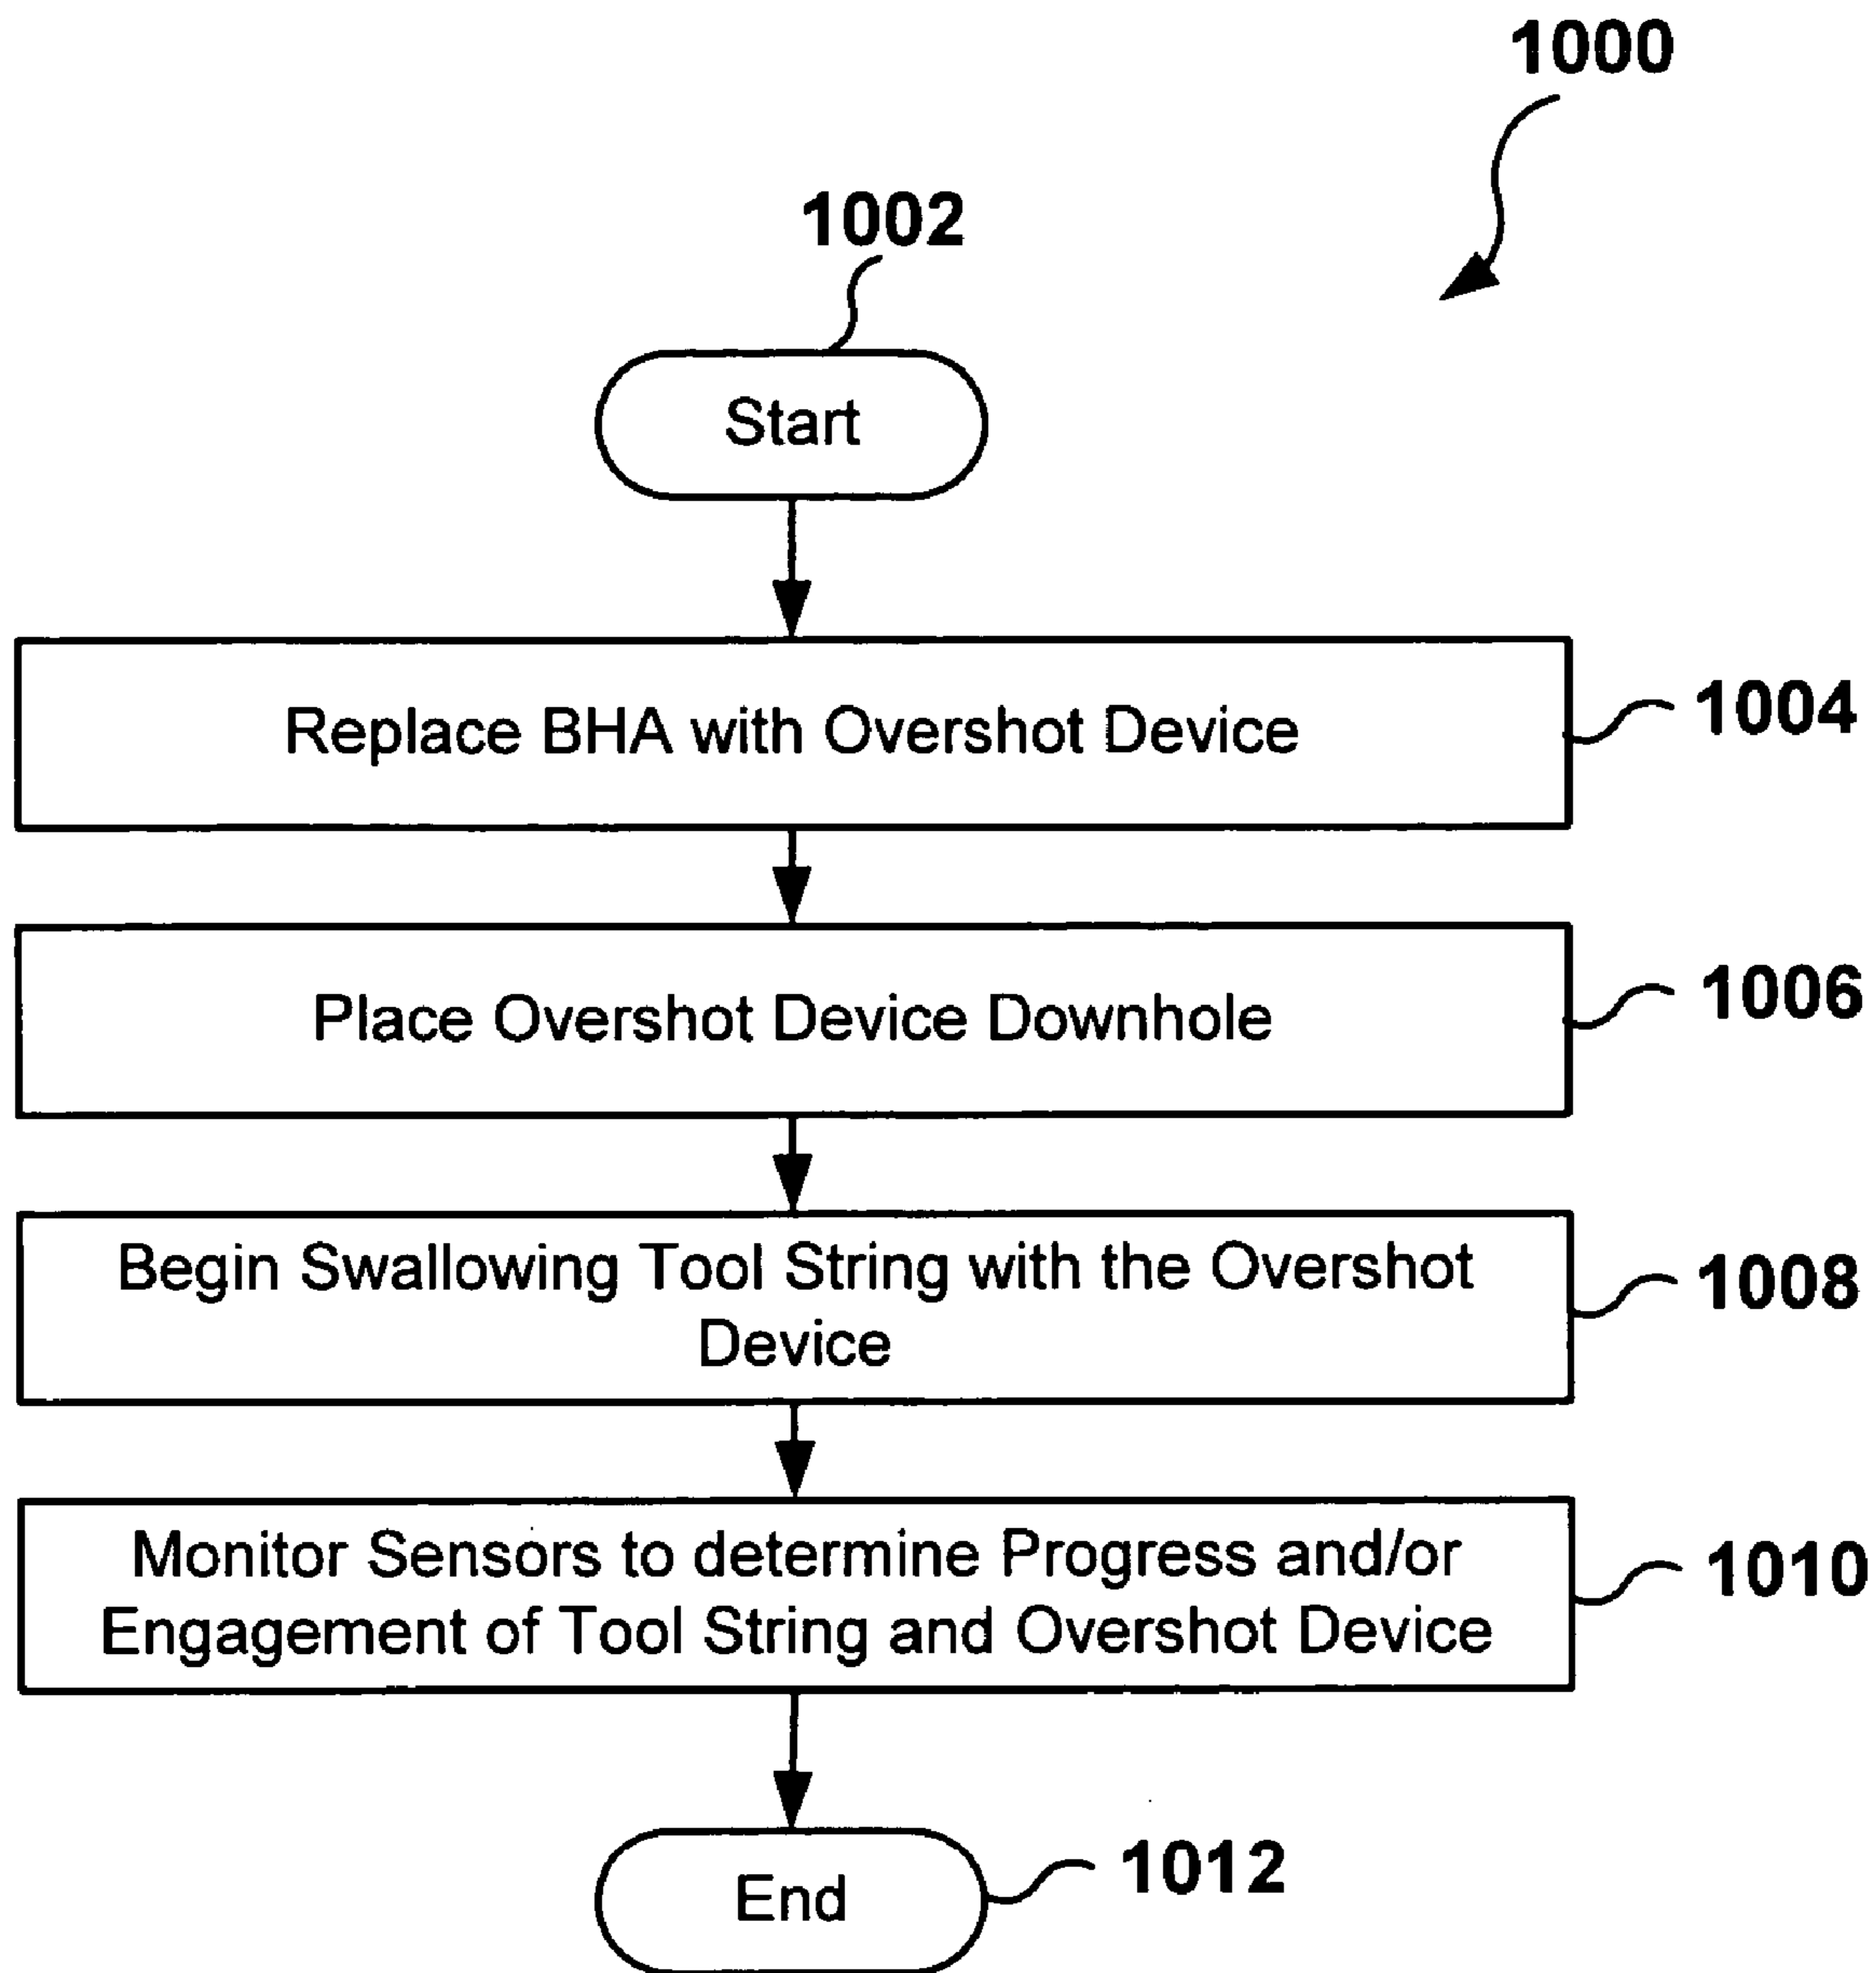 1000
1002
Start
Replace BHA with Overshot Device
1004
Place Overshot Device Downhole
1006
Begin Swallowing Tool String with the Overshot
Device
1008
Monitor Sensors to determine Progress and/or
Engagement of Tool String and Overshot Device
1010
End
1012